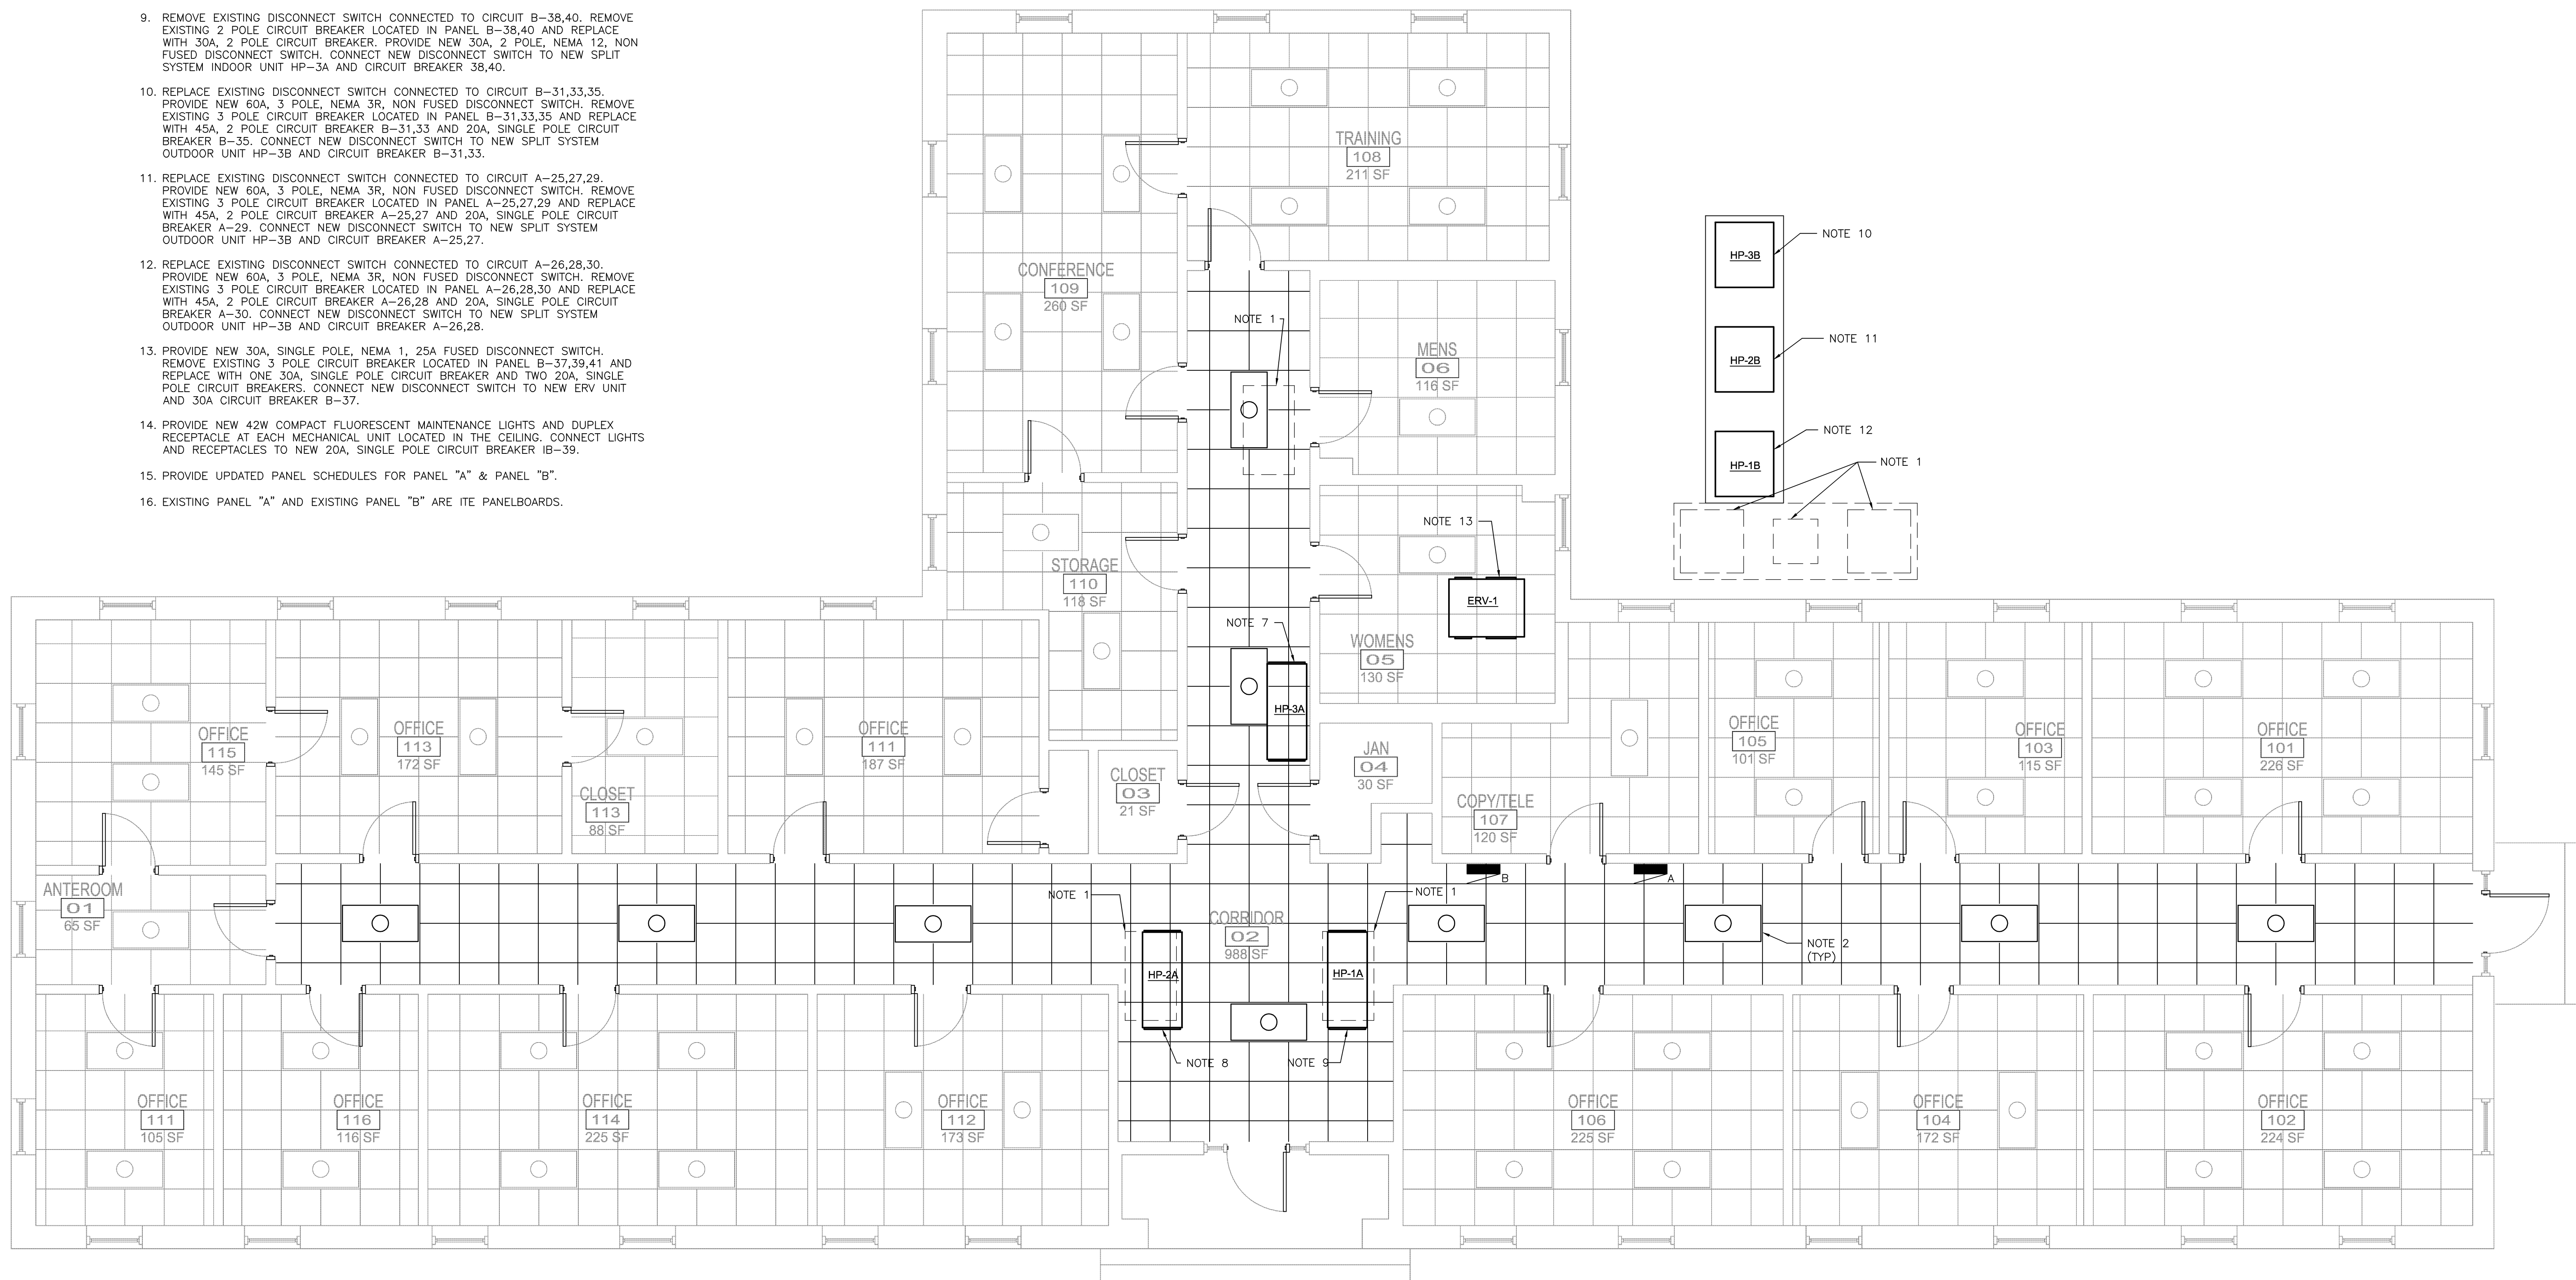 9. REMOVE EXISTING DISCONNECT SWITCH CONNECTED TO CIRCUIT B-38,40. REMOVE
EXISTING 2 POLE CIRCUIT BREAKER LOCATED IN PANEL B-38,40 AND REPLACE
WITH 30A, 2 POLE CIRCUIT BREAKER. PROVIDE NEW 30A, 2 POLE, NEMA 12, NON
FUSED DISCONNECT SWITCH. CONNECT NEW DISCONNECT SWITCH TO NEW SPLIT
SYSTEM INDOOR UNIT HP-3A AND CIRCUIT BREAKER 38,40.
10. REPLACE EXISTING DISCONNECT SWITCH CONNECTED TO CIRCUIT B-31,33,35.
PROVIDE NEW 60A, 3 POLE, NEMA 3R, NON FUSED DISCONNECT SWITCH. REMOVE
EXISTING 3 POLE CIRCUIT BREAKER LOCATED IN PANEL B-31,33,35 AND REPLACE
WITH 45A, 2 POLE CIRCUIT BREAKER B-31,33 AND 20A, SINGLE POLE CIRCUIT
BREAKER B-35. CONNECT NEW DISCONNECT SWITCH TO NEW SPLIT SYSTEM
OUTDOOR UNIT HP-3B AND CIRCUIT BREAKER B-31,33.
11. REPLACE EXISTING DISCONNECT SWITCH CONNECTED TO CIRCUIT A-25,27,29.
PROVIDE NEW 60A, 3 POLE, NEMA 3R, NON FUSED DISCONNECT SWITCH. REMOVE
EXISTING 3 POLE CIRCUIT BREAKER LOCATED IN PANEL A-25,27,29 AND REPLACE
WITH 45A, 2 POLE CIRCUIT BREAKER A-25,27 AND 20A, SINGLE POLE CIRCUIT
BREAKER A-29. CONNECT NEW DISCONNECT SWITCH TO NEW SPLIT SYSTEM
OUTDOOR UNIT HP-3B AND CIRCUIT BREAKER A-25,27.
12. REPLACE EXISTING DISCONNECT SWITCH CONNECTED TO CIRCUIT A-26,28,30.
PROVIDE NEW 60A, 3 POLE, NEMA 3R, NON FUSED DISCONNECT SWITCH. REMOVE
EXISTING 3 POLE CIRCUIT BREAKER LOCATED IN PANEL A-26,28,30 AND REPLACE
WITH 45A, 2 POLE CIRCUIT BREAKER A-26,28 AND 20A, SINGLE POLE CIRCUIT
BREAKER A-30. CONNECT NEW DISCONNECT SWITCH TO NEW SPLIT SYSTEM
OUTDOOR UNIT HP-3B AND CIRCUIT BREAKER A-26,28.
13. PROVIDE NEW 30A, SINGLE POLE, NEMA 1, 25A FUSED DISCONNECT SWITCH.
REMOVE EXISTING 3 POLE CIRCUIT BREAKER LOCATED IN PANEL B-37,39,41 AND
REPLACE WITH ONE 30A, SINGLE POLE CIRCUIT BREAKER AND TWO 20A, SINGLE
POLE CIRCUIT BREAKERS. CONNECT NEW DISCONNECT SWITCH TO NEW ERV UNIT
AND 30A CIRCUIT BREAKER B-37.
14. PROVIDE NEW 42W COMPACT FLUORESCENT MAINTENANCE LIGHTS AND DUPLEX
RECEPTACLE AT EACH MECHANICAL UNIT LOCATED IN THE CEILING. CONNECT LIGHTS
AND RECEPTACLES TO NEW 20A, SINGLE POLE CIRCUIT BREAKER IB-39.
15. PROVIDE UPDATED PANEL SCHEDULES FOR PANEL "A" & PANEL "B".
16. EXISTING PANEL "A" AND EXISTING PANEL "B" ARE ITE PANELBOARDS.
TRAINING
108
211 SF
CONFERENCE
109
260 SF
NOTE 1
MENS
06
116 SF
HP-3B
NOTE 10
HP-2B
NOTE 11
HP-1B
NOTE 12
NOTE 1
STORAGE
110
118 SF
NOTE 13
ERV-1
NOTE 7
HP-3A
WOMENS
05
130 SF
OFFICE
115
145 SF
OFFICE
113
172 SF
CLOSET
113
88 SF
OFFICE
111
187 SF
CLOSET
03
21 SF
JAN
04
30 SF
COPY/TELE
107
120 SF
OFFICE
105
101 SF
OFFICE
103
115 SF
OFFICE
101
226 SF
B
A
ANTEROOM
01
65 SF
NOTE 1
CORRIDOR
02
988 SF
NOTE 1
HP-2A
HP-1A
NOTE 2
(TYP)
NOTE 8
NOTE 9
OFFICE
111
105 SF
OFFICE
116
116 SF
OFFICE
114
225 SF
OFFICE
112
173 SF
OFFICE
106
225 SF
OFFICE
104
172 SF
OFFICE
102
224 SF